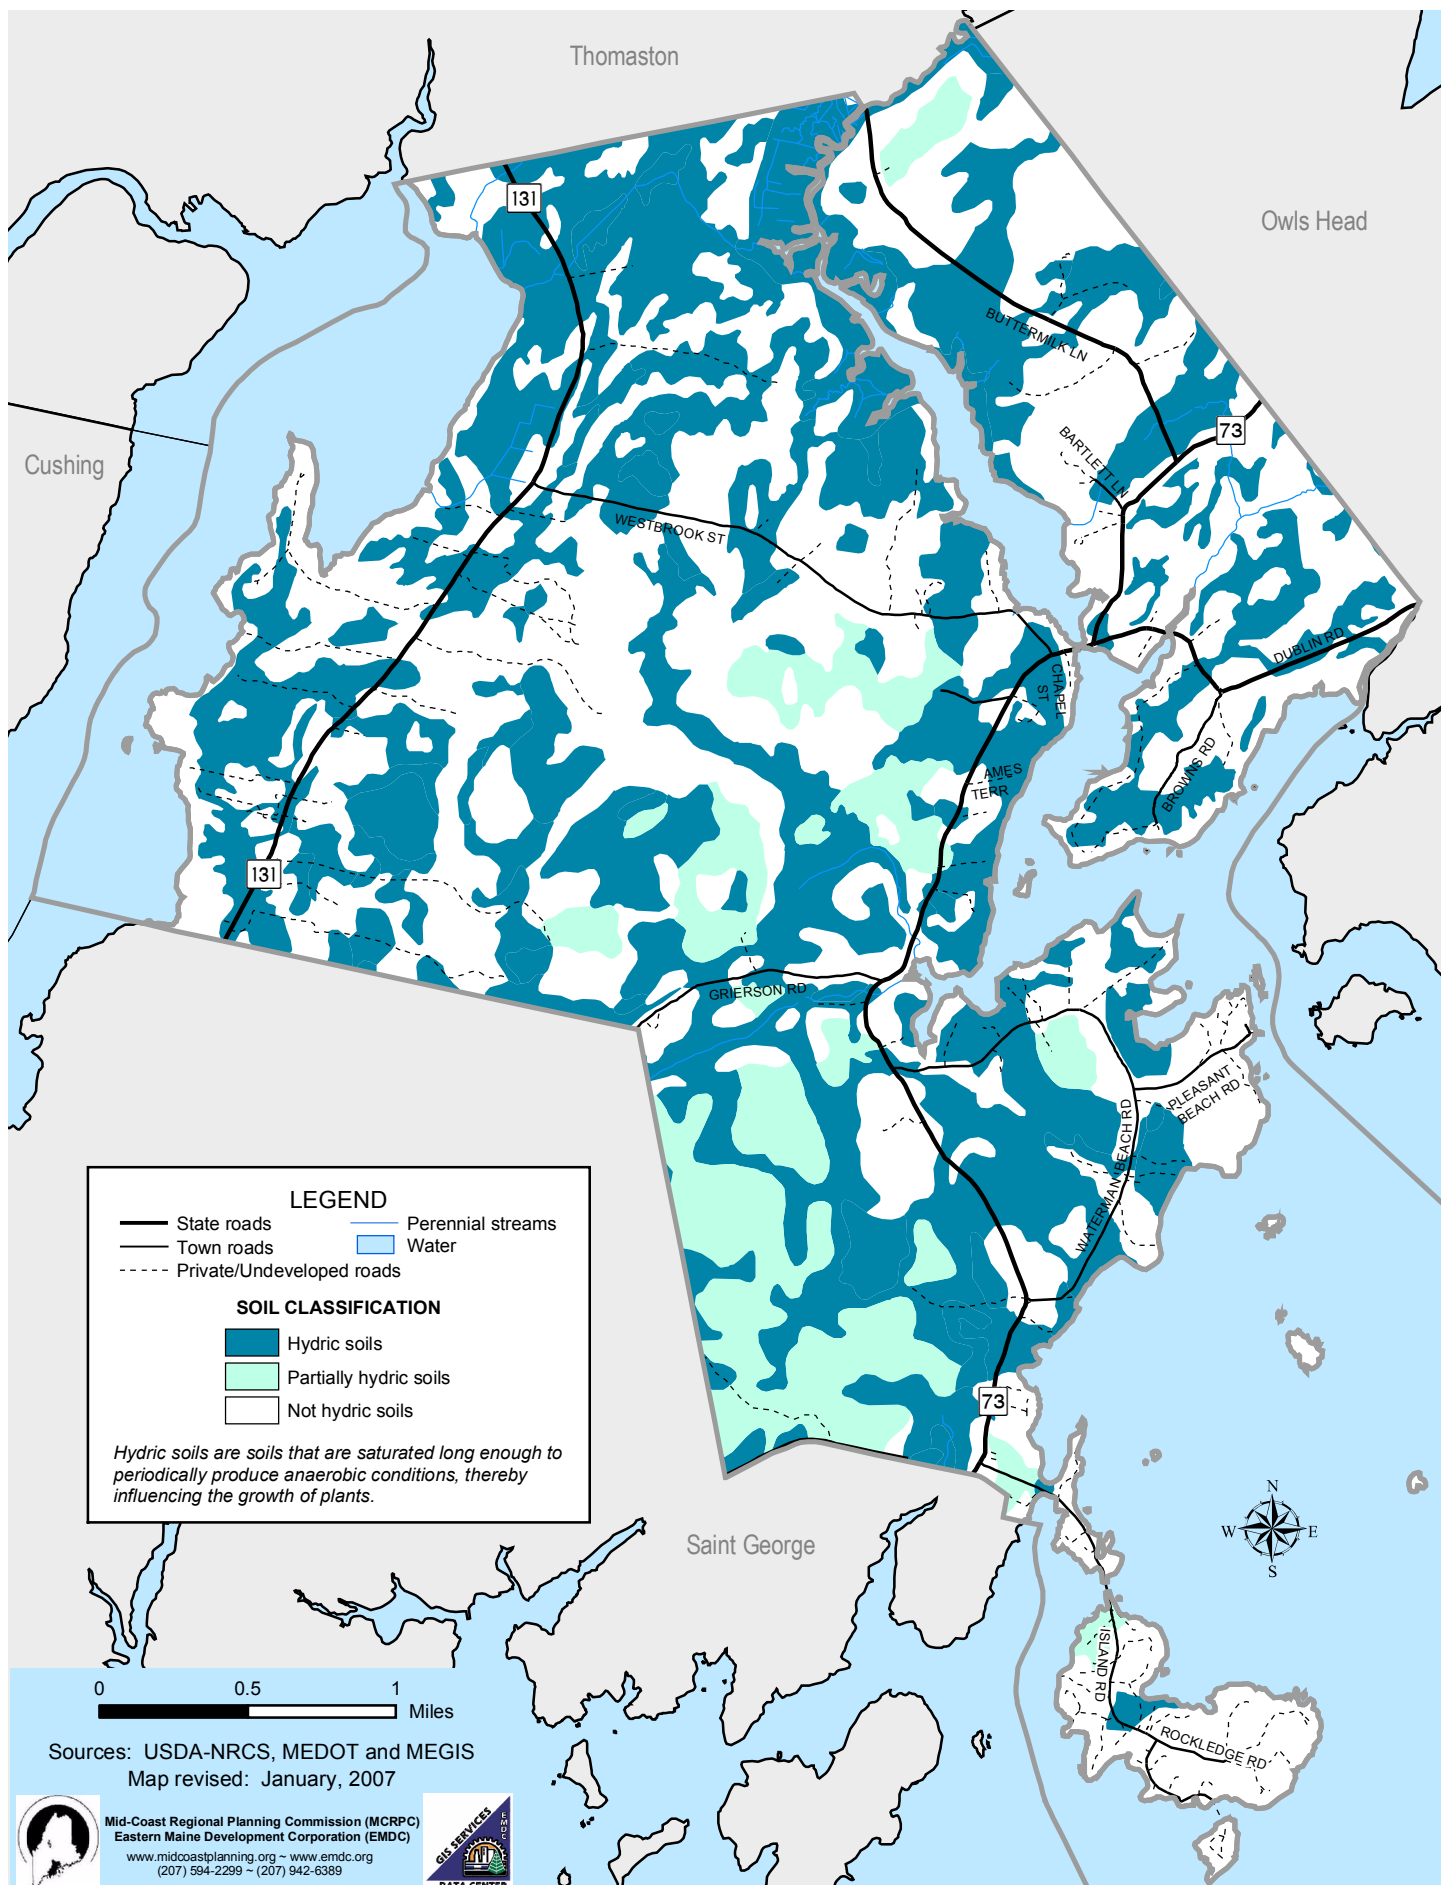 Thomaston
Owls Head
Cushing
Saint George
131
131
73
73
BUTTERMILK LN
BARTLETT LN
WESTBROOK ST
DUBLIN RD
CHAPEL
ST
AMES
TERR
BROWNS RD
GRIERSON RD
PLEASANT
BEACH RD
WATERMAN BEACH RD
ISLAND RD
ROCKLEDGE RD
N
W
E
S
LEGEND
State roads
Perennial streams
Town roads
Water
Private/Undeveloped roads
SOIL CLASSIFICATION
Hydric soils
Partially hydric soils
Not hydric soils
Hydric soils are soils that are saturated long enough to
periodically produce anaerobic conditions, thereby
influencing the growth of plants.
0 0.5 1
Miles
Sources: USDA-NRCS, MEDOT and MEGIS
Map revised: January, 2007
Mid-Coast Regional Planning Commission (MCRPC)
Eastern Maine Development Corporation (EMDC)
www.midcoastplanning.org ~ www.emdc.org
(207) 594-2299 ~ (207) 942-6389
GIS SERVICES
EMDC
DATA CENTER